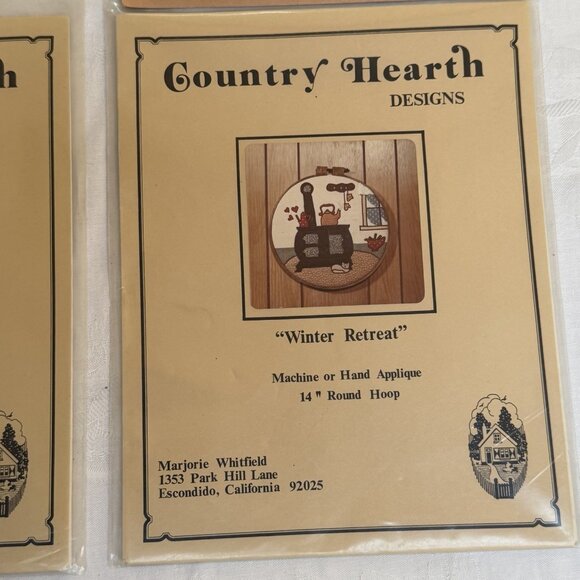 h
Country Hearth
DESIGNS
"Winter Retreat"
Machine or Hand Applique
14" Round Hoop
Marjorie Whitfield
1353 Park Hill Lane
Escondido, California 92025